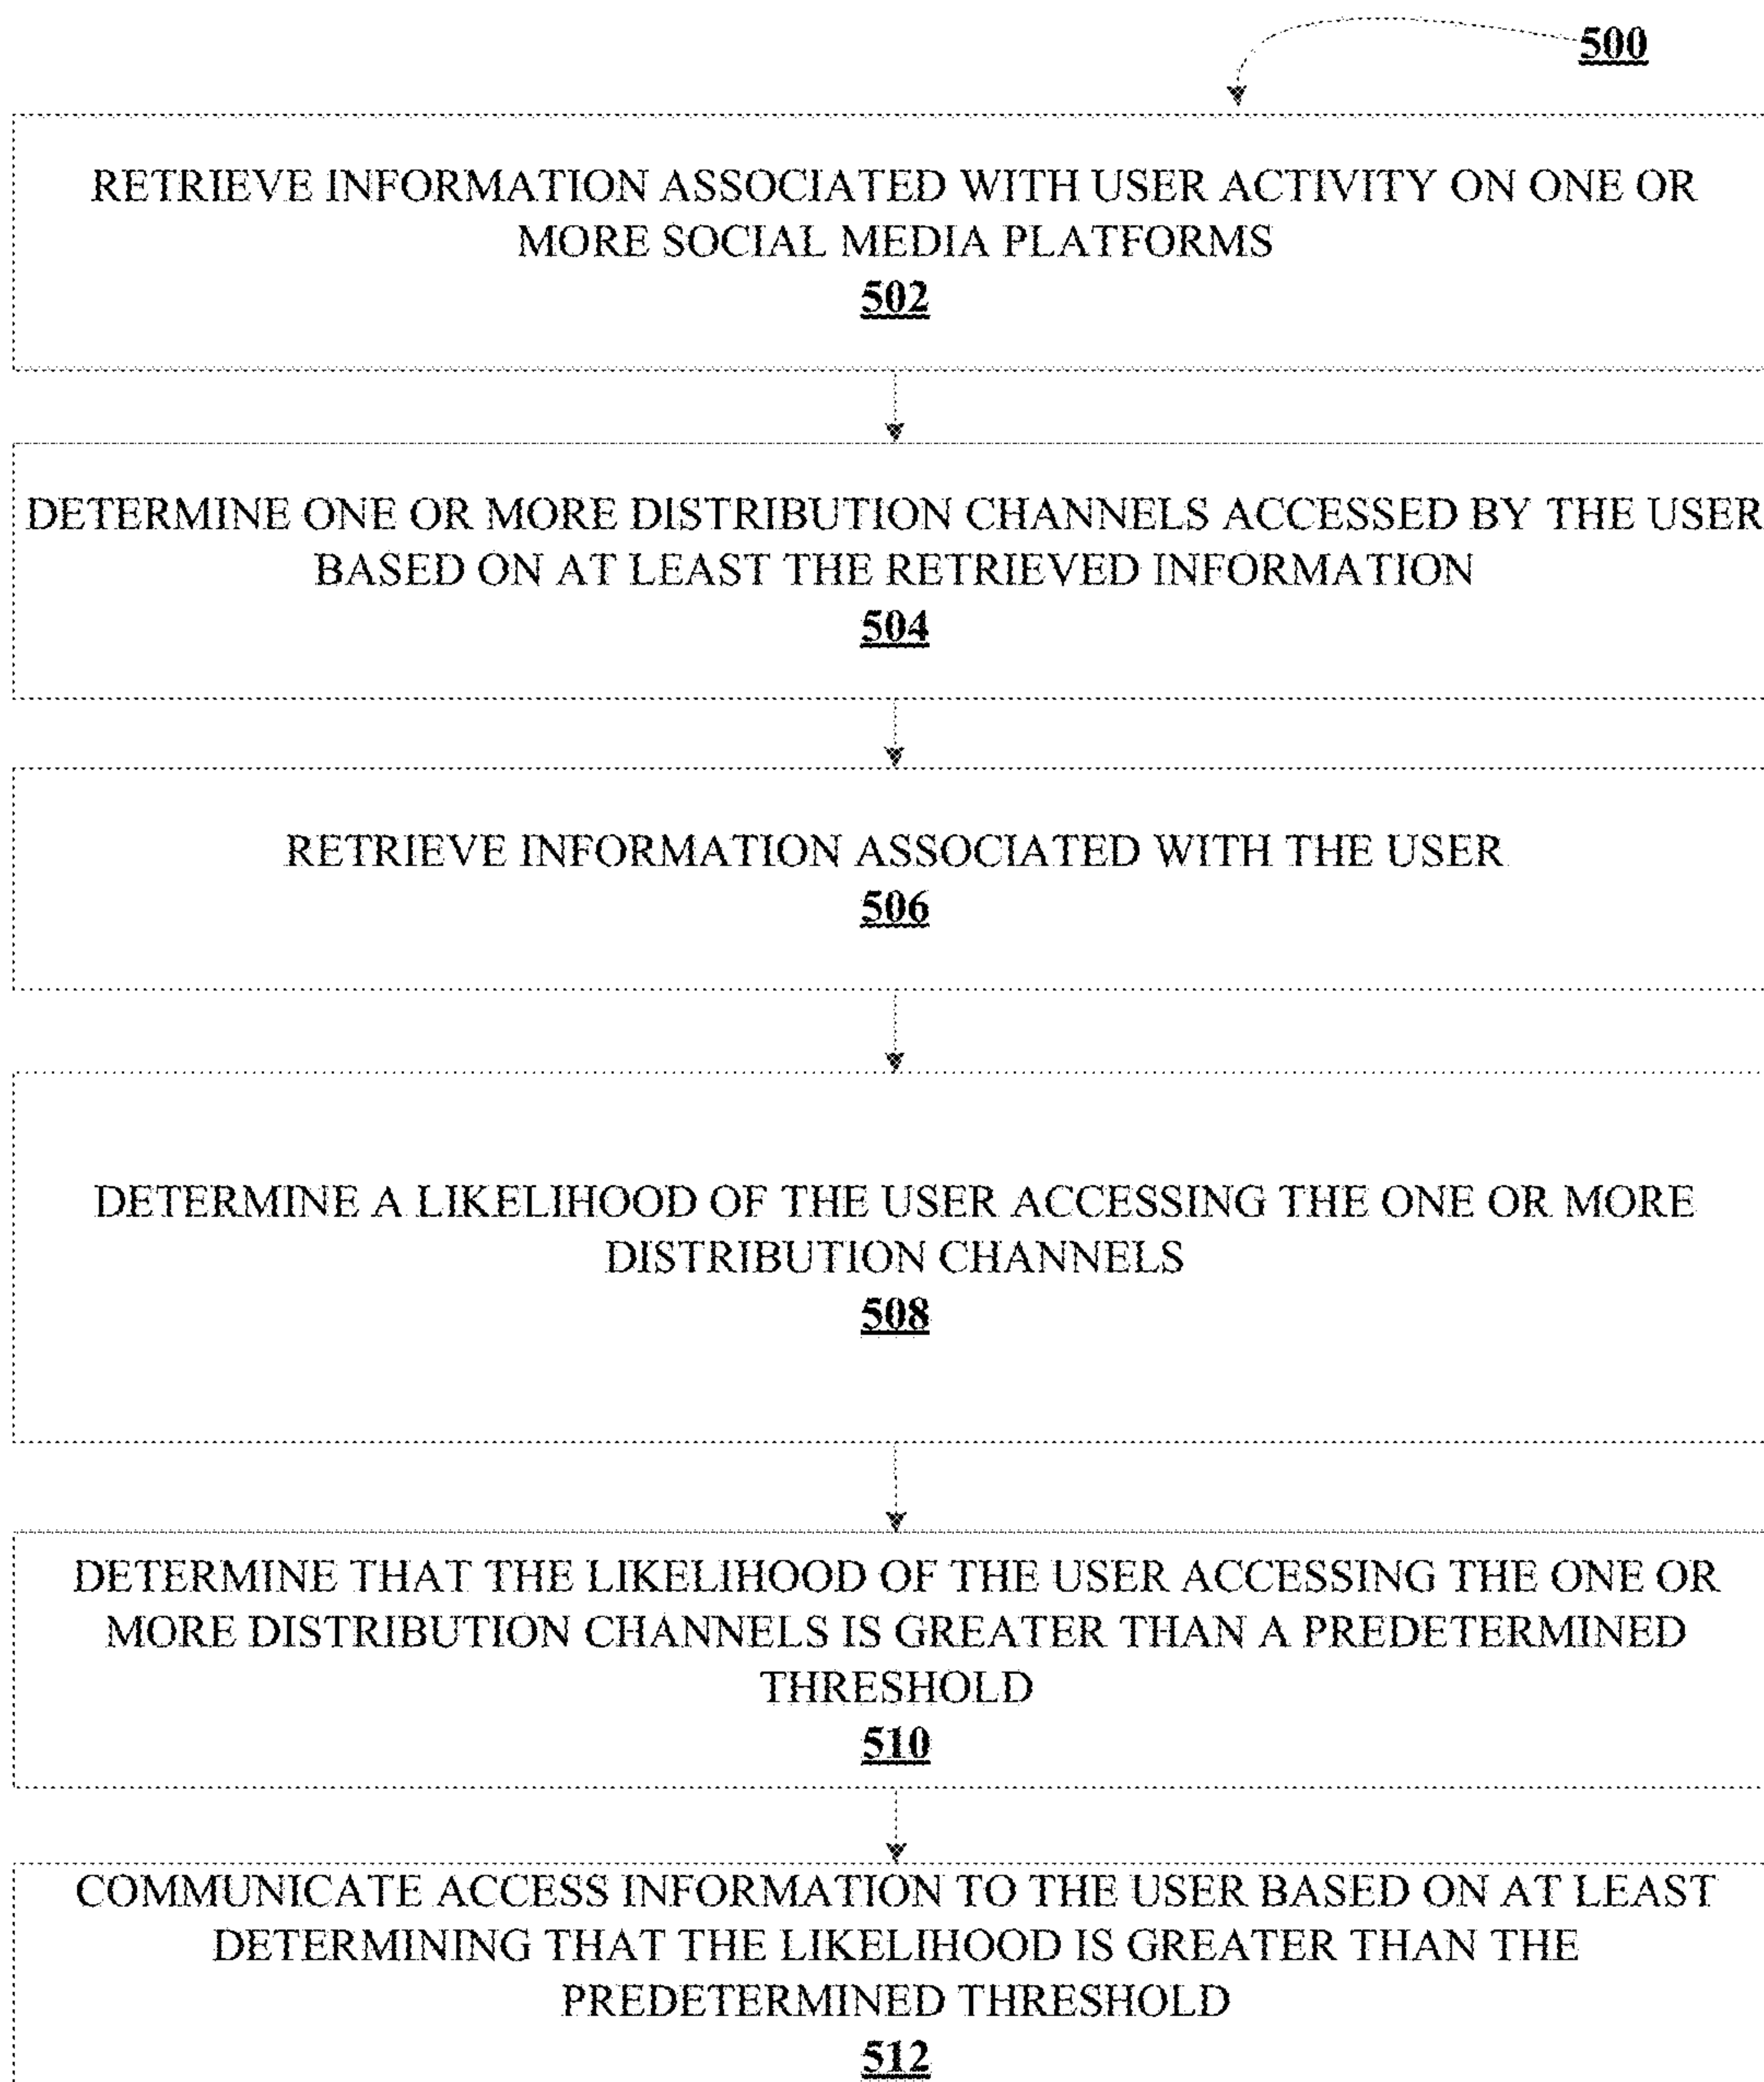 500
RETRIEVE INFORMATION ASSOCIATED WITH USER ACTIVITY ON ONE OR
MORE SOCIAL MEDIA PLATFORMS
502
DETERMINE ONE OR MORE DISTRIBUTION CHANNELS ACCESSED BY THE USER
BASED ON AT LEAST THE RETRIEVED INFORMATION
504
RETRIEVE INFORMATION ASSOCIATED WITH THE USER
506
DETERMINE A LIKELIHOOD OF THE USER ACCESSING THE ONE OR MORE
DISTRIBUTION CHANNELS
508
DETERMINE THAT THE LIKELIHOOD OF THE USER ACCESSING THE ONE OR
MORE DISTRIBUTION CHANNELS IS GREATER THAN A PREDETERMINED
THRESHOLD
510
COMMUNICATE ACCESS INFORMATION TO THE USER BASED ON AT LEAST
DETERMINING THAT THE LIKELIHOOD IS GREATER THAN THE
PREDETERMINED THRESHOLD
512